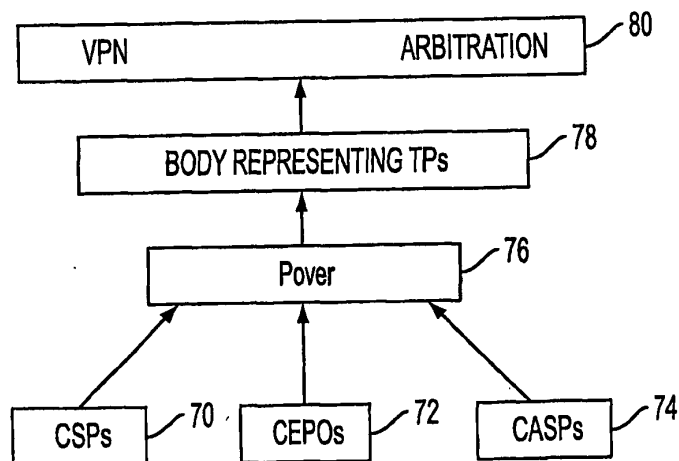 VPN ARBITRATION 80
BODY REPRESENTING TPs 78
Pover 76
CSPs 70 CEPOs 72 CASPs 74